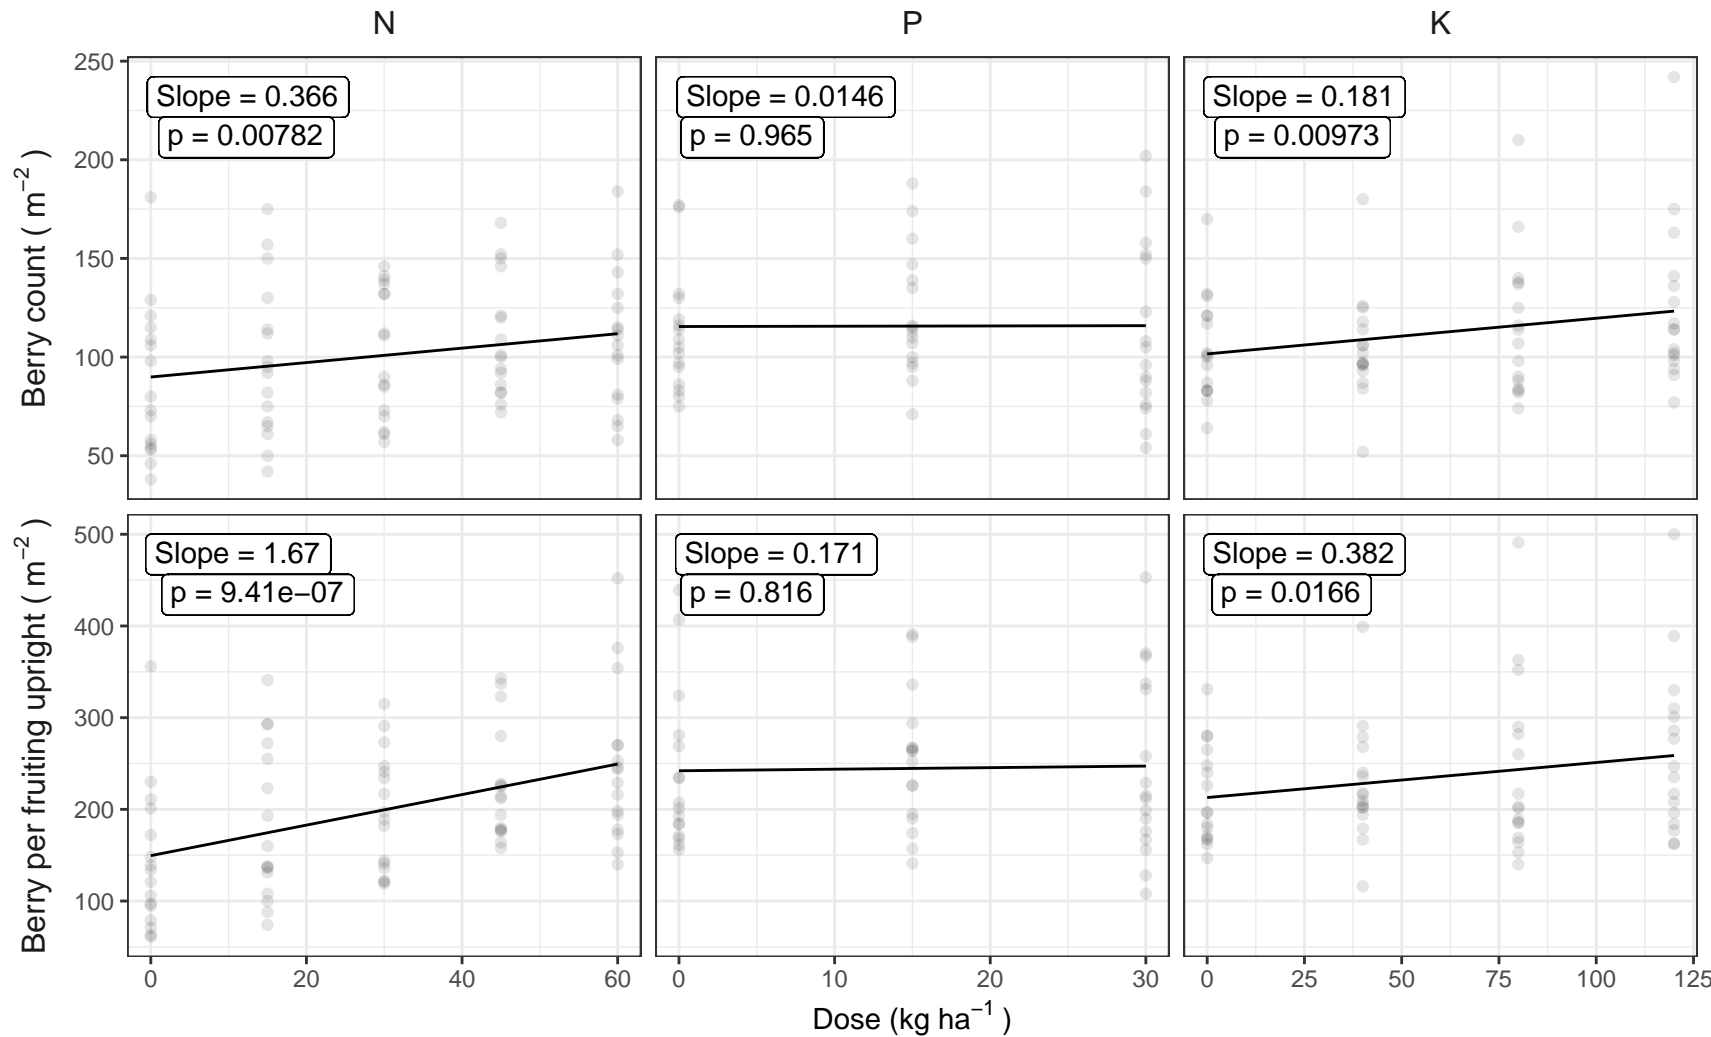 N P K
250
200
150
100
50
Berry count ( m⁻² )
Slope = 0.366
p = 0.00782
Slope = 0.0146
p = 0.965
Slope = 0.181
p = 0.00973
500
400
300
200
100
Berry per fruiting upright ( m⁻² )
Slope = 1.67
p = 9.41e−07
Slope = 0.171
p = 0.816
Slope = 0.382
p = 0.0166
0 20 40 60 0 10 20 30 0 25 50 75 100 125
Dose (kg ha⁻¹ )